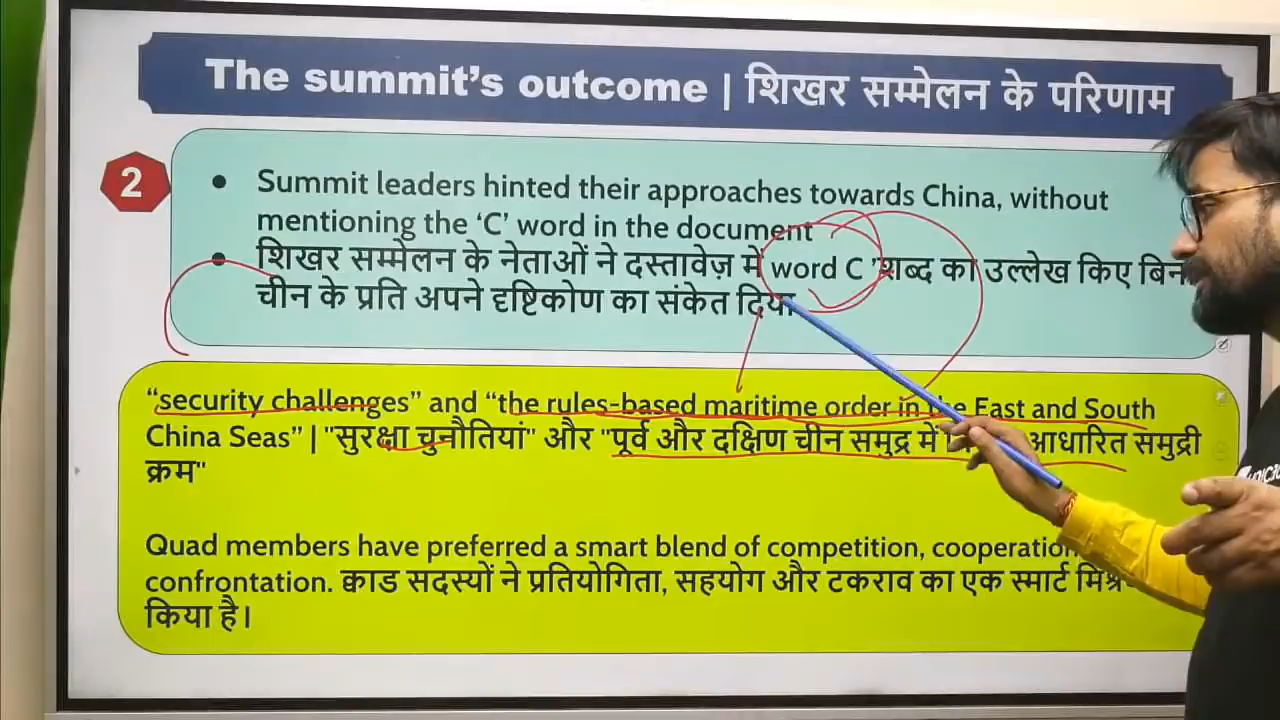 The summit's outcome | शिखर सम्मेलन के परिणाम
2
• Summit leaders hinted their approaches towards China, without
mentioning the 'C' word in the document
• शिखर सम्मेलन के नेताओं ने दस्तावेज़ में word C 'शब्द का उल्लेख किए बिना
चीन के प्रति अपने दृष्टिकोण का संकेत दिया
"security challenges" and "the rules-based maritime order in the East and South
China Seas" | "सुरक्षा चुनौतियां" और "पूर्व और दक्षिण चीन समुद्र में आधारित समुद्री
क्रम"
Quad members have preferred a smart blend of competition, cooperation
confrontation. क्वाड सदस्यों ने प्रतियोगिता, सहयोग और टकराव का एक स्मार्ट
किया है।